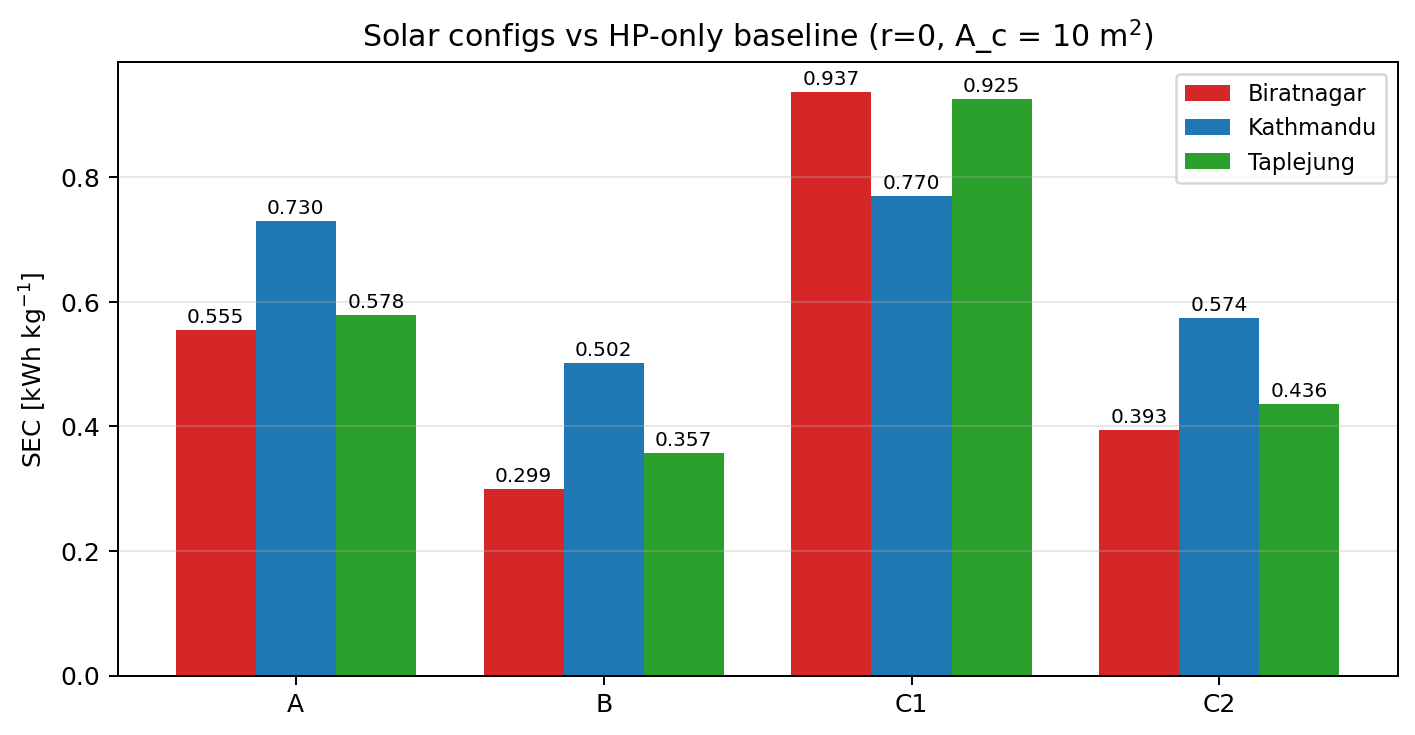 Solar configs vs HP-only baseline (r=0, A_c = 10 m²)
SEC [kWh kg⁻¹]
0.8
0.6
0.4
0.2
0.0
0.555
0.730
0.578
0.299
0.502
0.357
0.937
0.770
0.925
0.393
0.574
0.436
A
B
C1
C2
Biratnagar
Kathmandu
Taplejung